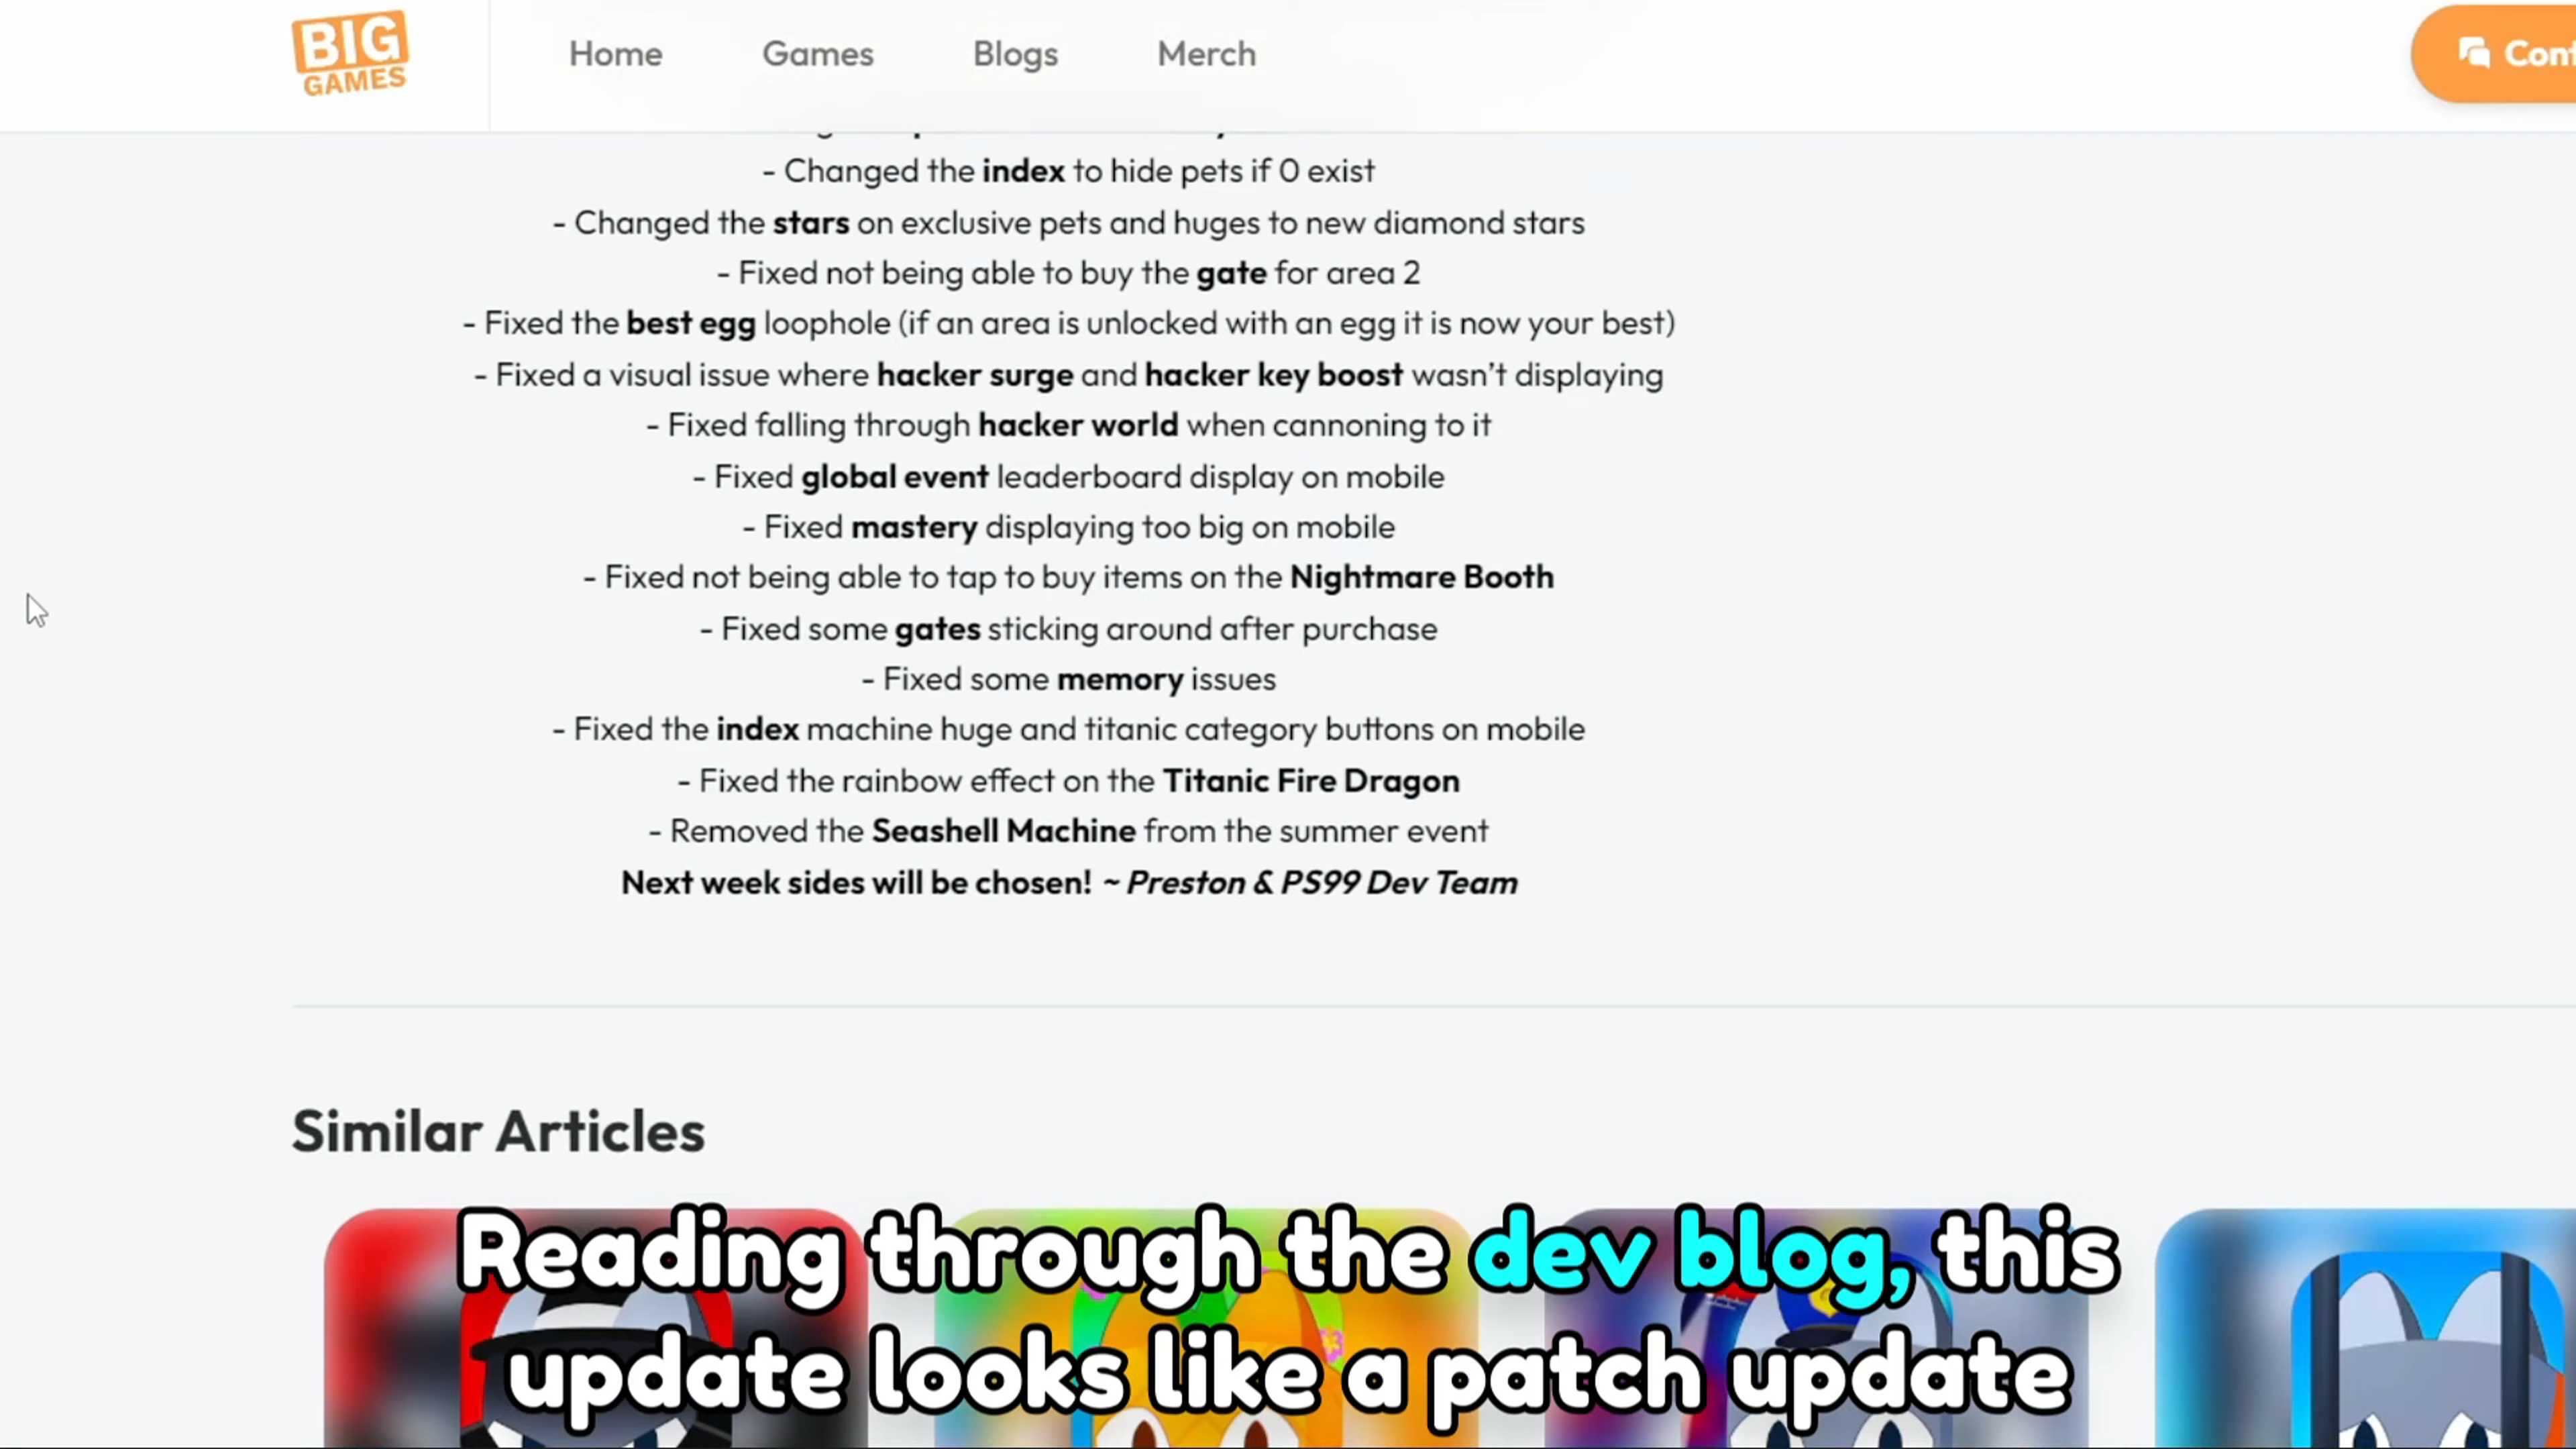 BIG
GAMES
Home
Games
Blogs
Merch
- Changed the index to hide pets if 0 exist
- Changed the stars on exclusive pets and huges to new diamond stars
- Fixed not being able to buy the gate for area 2
- Fixed the best egg loophole (if an area is unlocked with an egg it is now your best)
- Fixed a visual issue where hacker surge and hacker key boost wasn't displaying
- Fixed falling through hacker world when cannoning to it
- Fixed global event leaderboard display on mobile
- Fixed mastery displaying too big on mobile
- Fixed not being able to tap to buy items on the Nightmare Booth
- Fixed some gates sticking around after purchase
- Fixed some memory issues
- Fixed the index machine huge and titanic category buttons on mobile
- Fixed the rainbow effect on the Titanic Fire Dragon
- Removed the Seashell Machine from the summer event
Next week sides will be chosen! ~ Preston & PS99 Dev Team
Similar Articles
Reading through the dev blog, this
update looks like a patch update